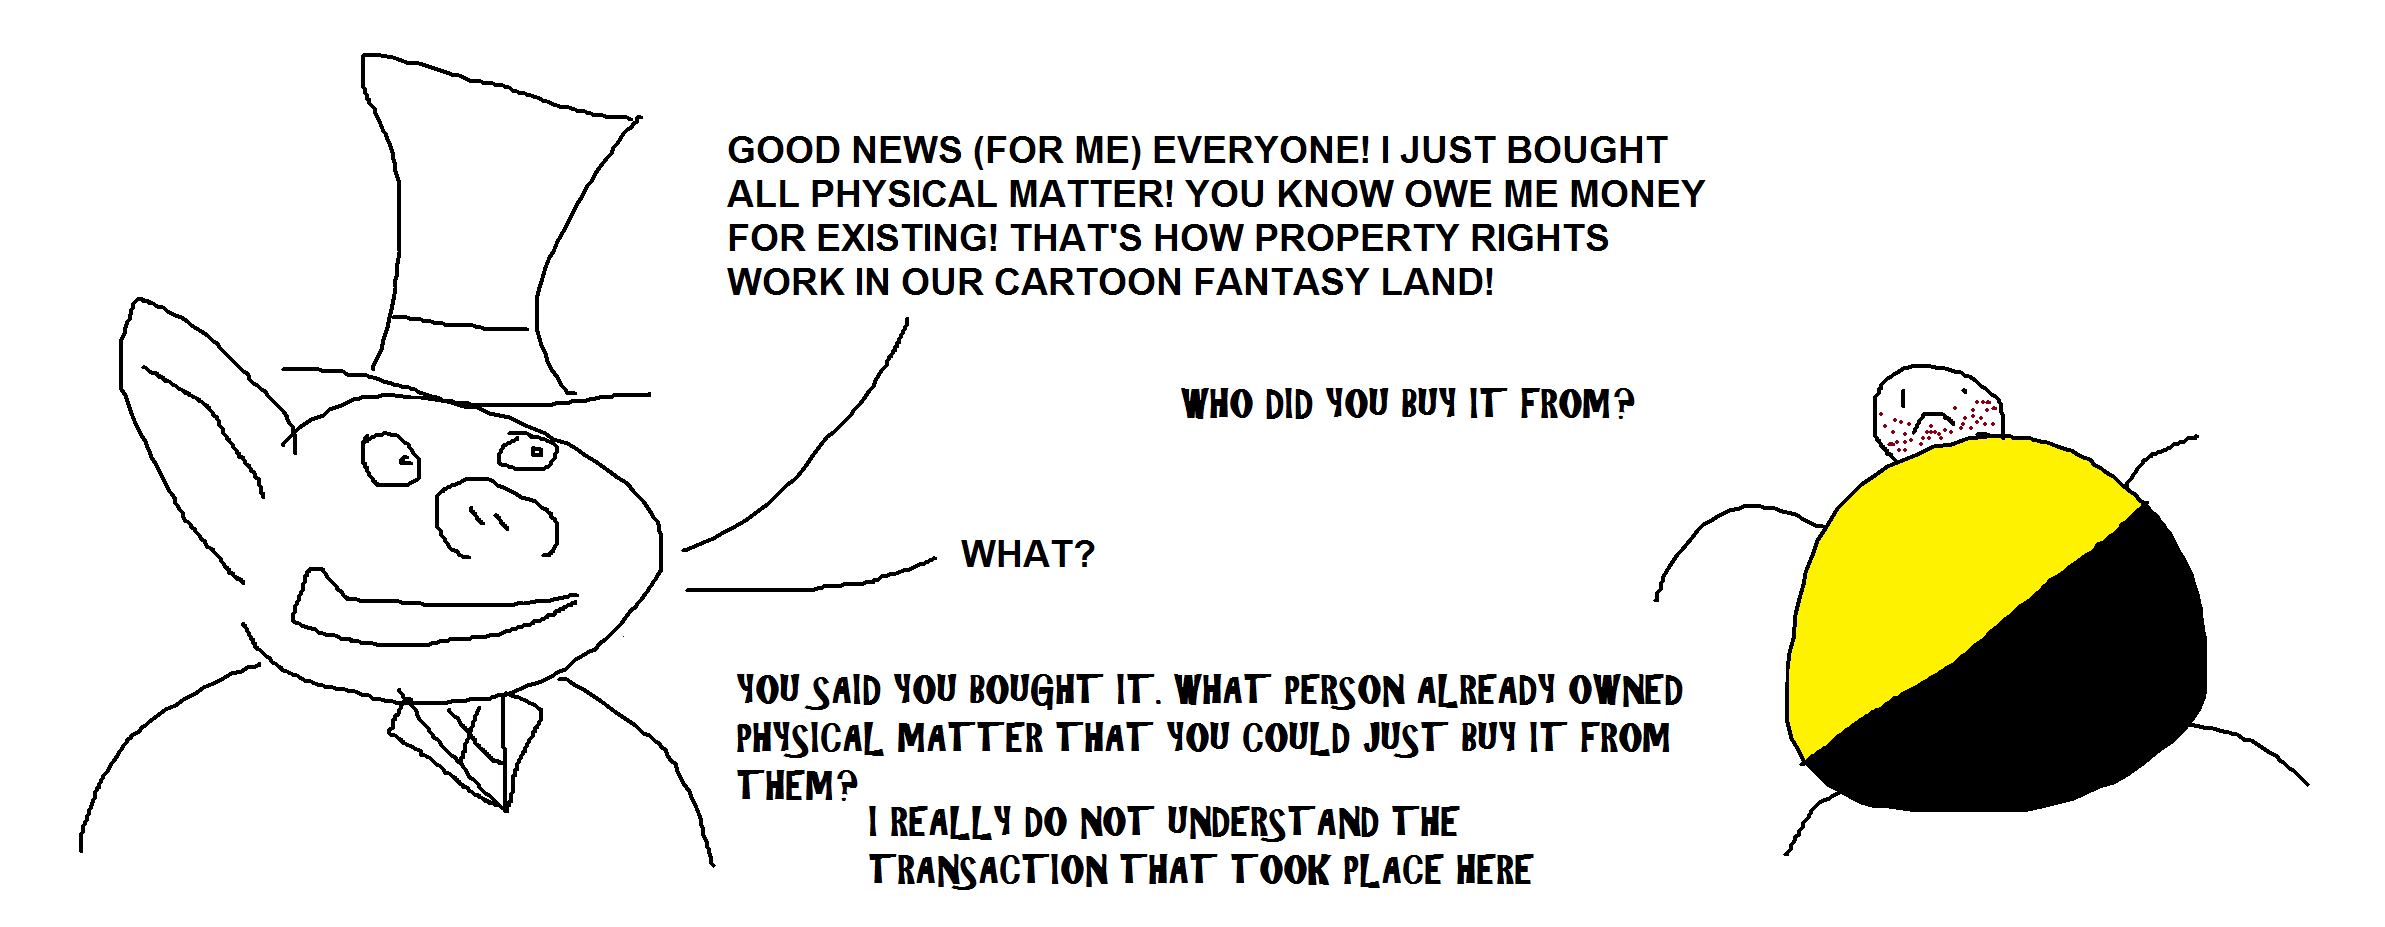 GOOD NEWS (FOR ME) EVERYONE! I JUST BOUGHT
ALL PHYSICAL MATTER! YOU KNOW OWE ME MONEY
FOR EXISTING! THAT'S HOW PROPERTY RIGHTS
WORK IN OUR CARTOON FANTASY LAND!
WHO DID YOU BUY IT FROM?
WHAT?
YOU SAID YOU BOUGHT IT. WHAT PERSON ALREADY OWNED
PHYSICAL MATTER THAT YOU COULD JUST BUY IT FROM
THEM?
I REALLY DO NOT UNDERSTAND THE
TRANSACTION THAT TOOK PLACE HERE